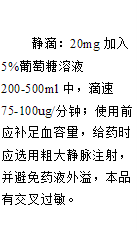 静滴：20mg 加入
5%葡萄糖溶液
200-500ml 中，滴速
75-100ug/分钟；使用前
应补足血容量，给药时
应选用粗大静脉注射，
并避免药液外溢，本品
有交叉过敏。